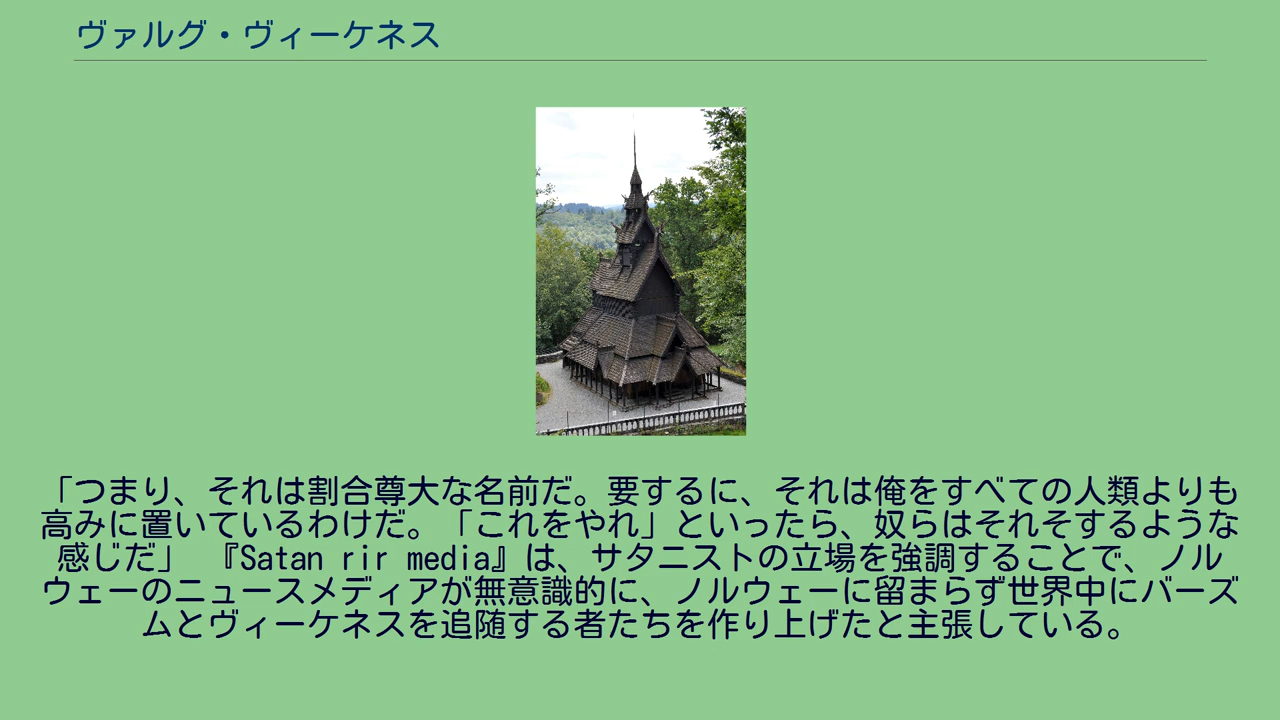 ヴァルグ・ヴィーケネス
「つまり、それは割合尊大な名前だ。要するに、それは俺をすべての人類よりも
高みに置いているわけだ。「これをやれ」といったら、奴らはそれそするような
感じだ」 『Satan rir media』は、サタニストの立場を強調することで、ノル
ウェーのニュースメディアが無意識的に、ノルウェーに留まらず世界中にバーズ
ムとヴィーケネスを追随する者たちを作り上げたと主張している。